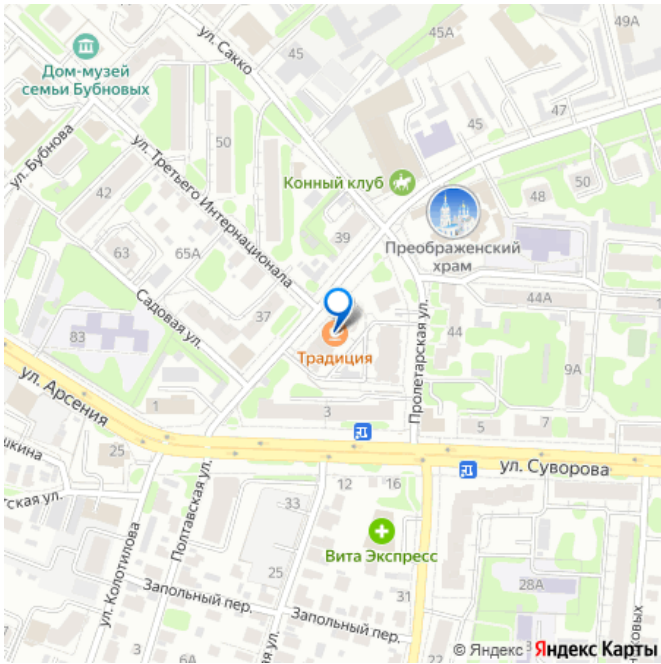 49А
ул. Сакко
45
45А
Дом-музей
семьи Бубновых
47
45
50
ул. Бубнова
ул. Третьего Интернационала
Конный клуб
42
48
50
39
Преображенский
храм
63
65А
Садовая ул.
44А
37
83
Традиция
Пролетарская ул.
44
9А
ул. Арсения
1
3
5
7
25
ул. Суворова
Полтавская ул.
12
16
33
ул. Колотилова
Вита Экспресс
25
28А
Запольный пер.
31
Запольный пер.
© Яндекс Яндекс Карты